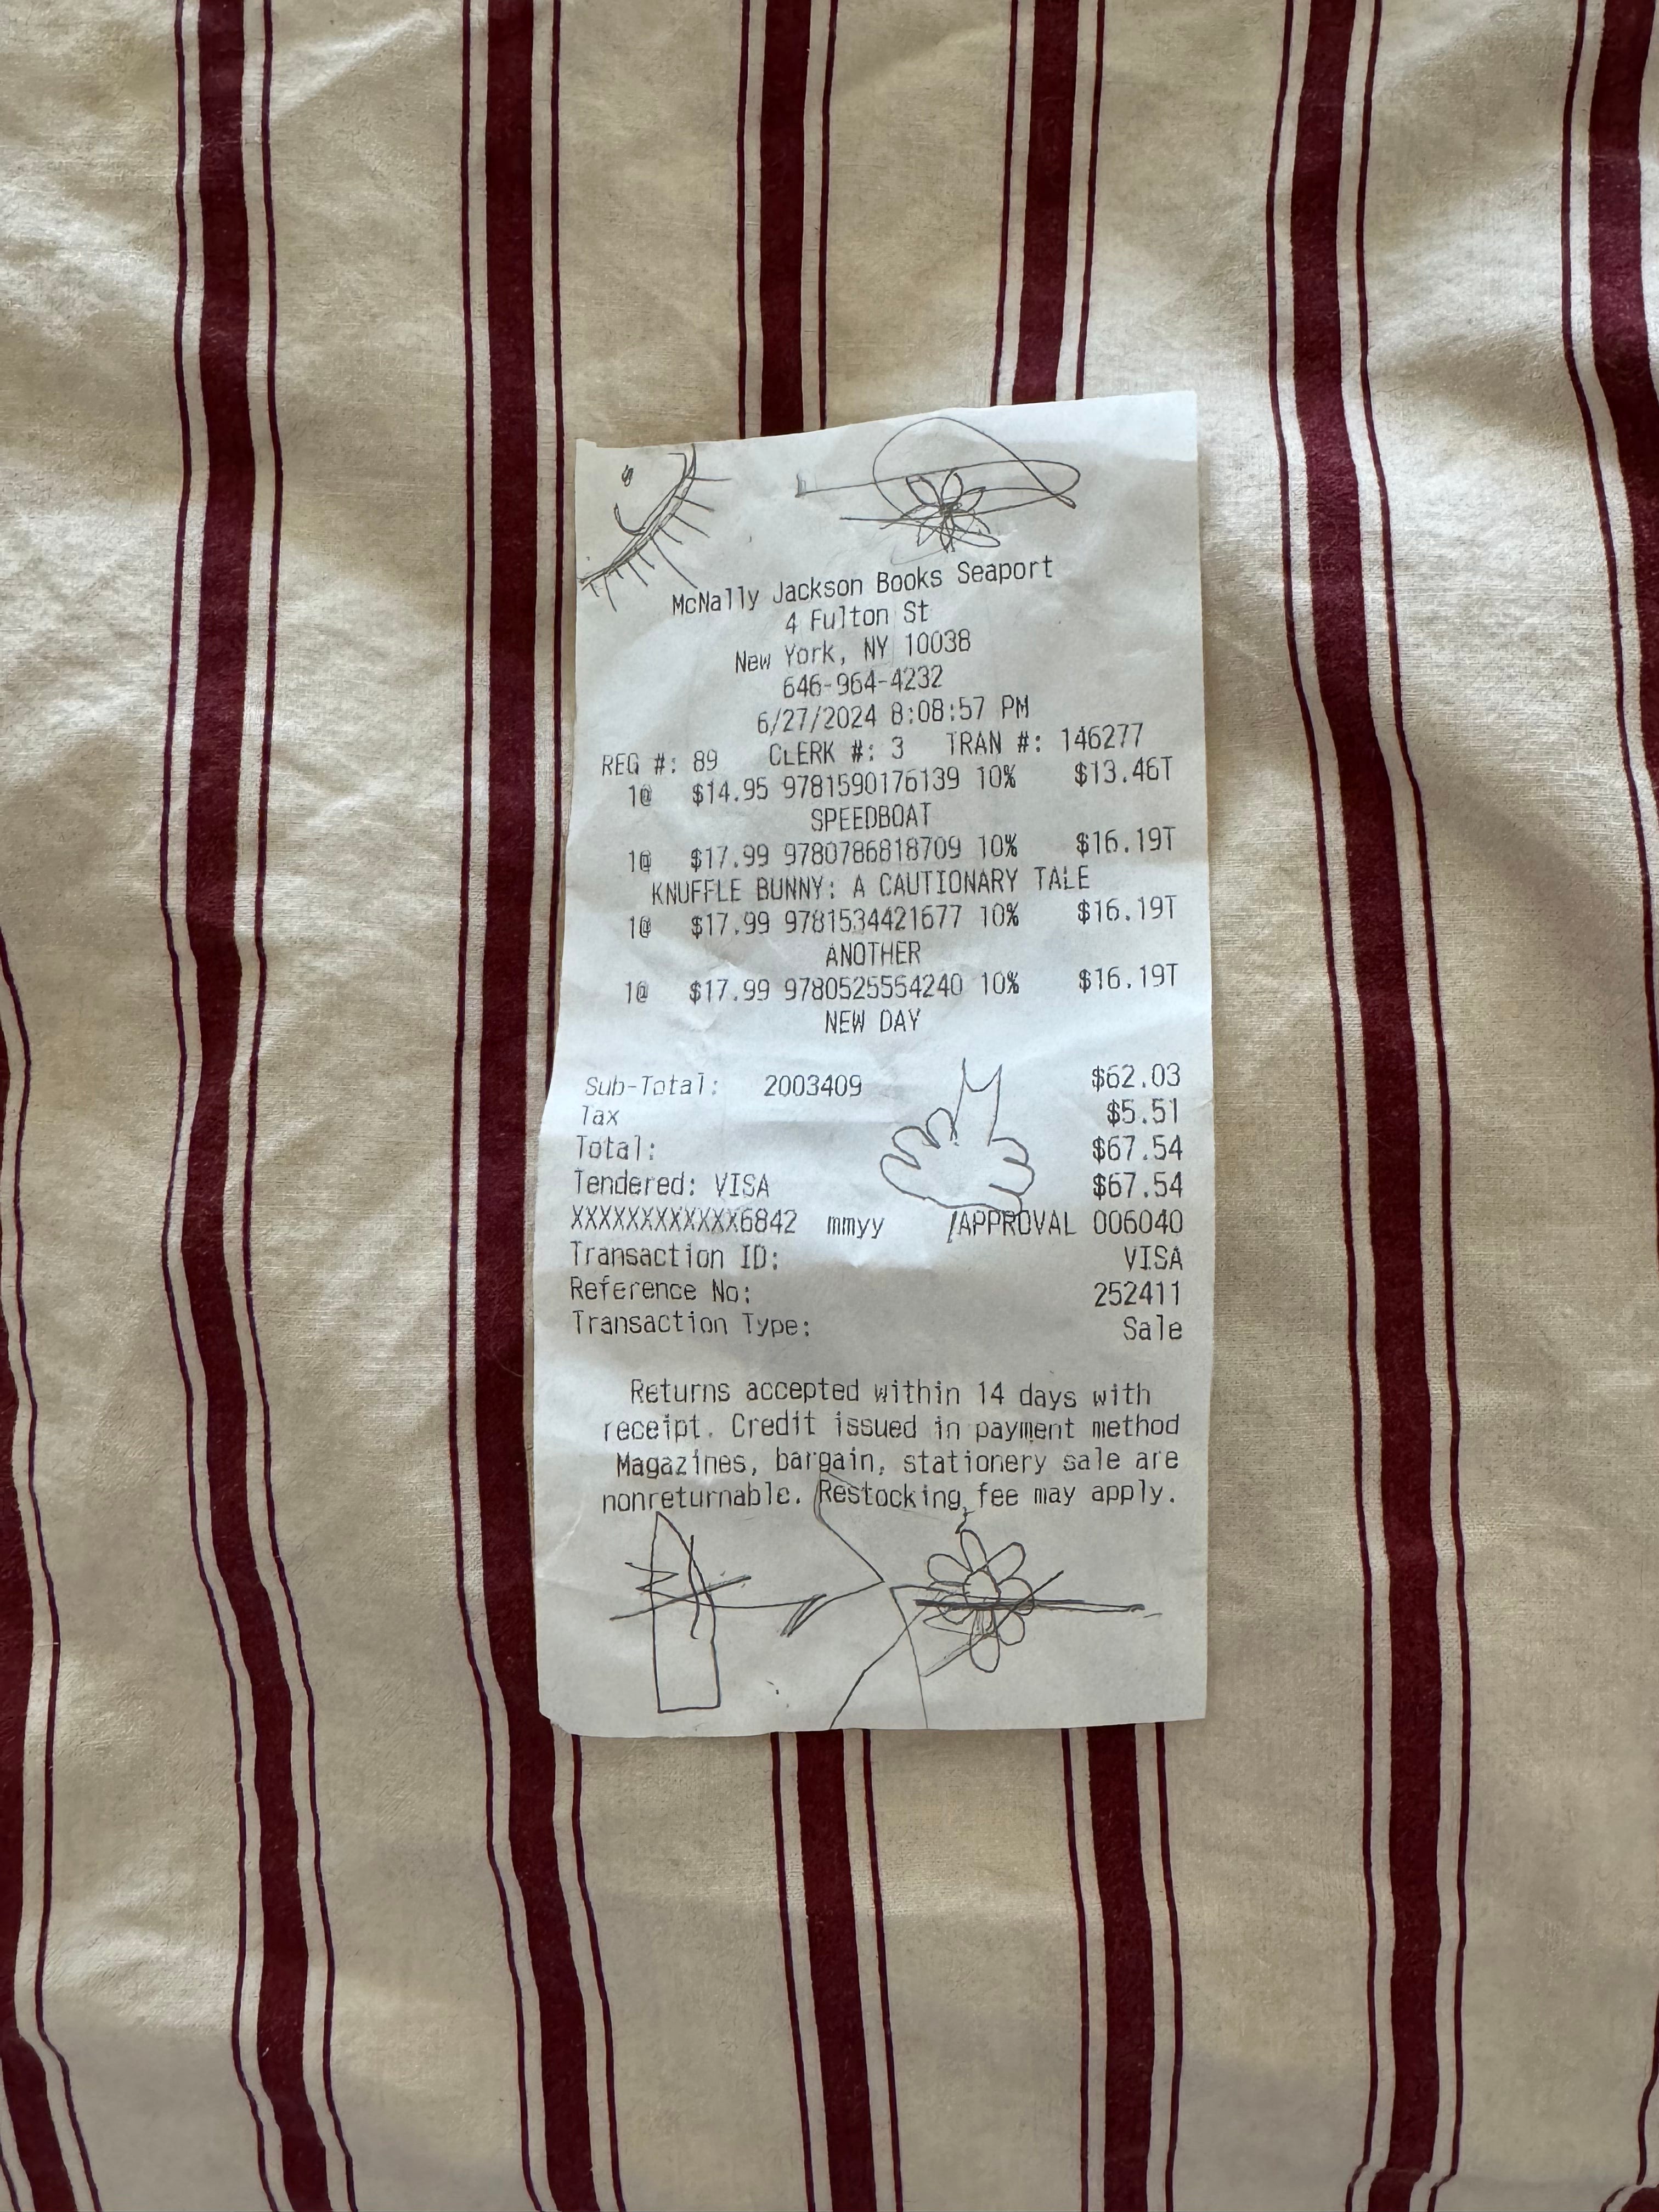 McNally Jackson Books Seaport
4 Fulton St
New York, NY 10038
646-964-4232
6/27/2024 8:08:57 PM
REG #: 89 CLERK #: 3 TRAN #: 146277
1@ $14.95 9781590176139 10% $13.46T
SPEEDBOAT
1@ $17.99 9780786818709 10% $16.19T
KNUFFLE BUNNY: A CAUTIONARY TALE
1@ $17.99 9781534421677 10% $16.19T
ANOTHER
1@ $17.99 9780525554240 10% $16.19T
NEW DAY
Sub-Total: 2003409 $62.03
Tax $5.51
Total: $67.54
Tendered: VISA $67.54
XXXXXXXXXXXX6842 mmyy /APPROVAL 006040
Transaction ID: VISA
Reference No: 252411
Transaction Type: Sale
Returns accepted within 14 days with
receipt. Credit issued in payment method
Magazines, bargain, stationery sale are
nonreturnable. Restocking fee may apply.